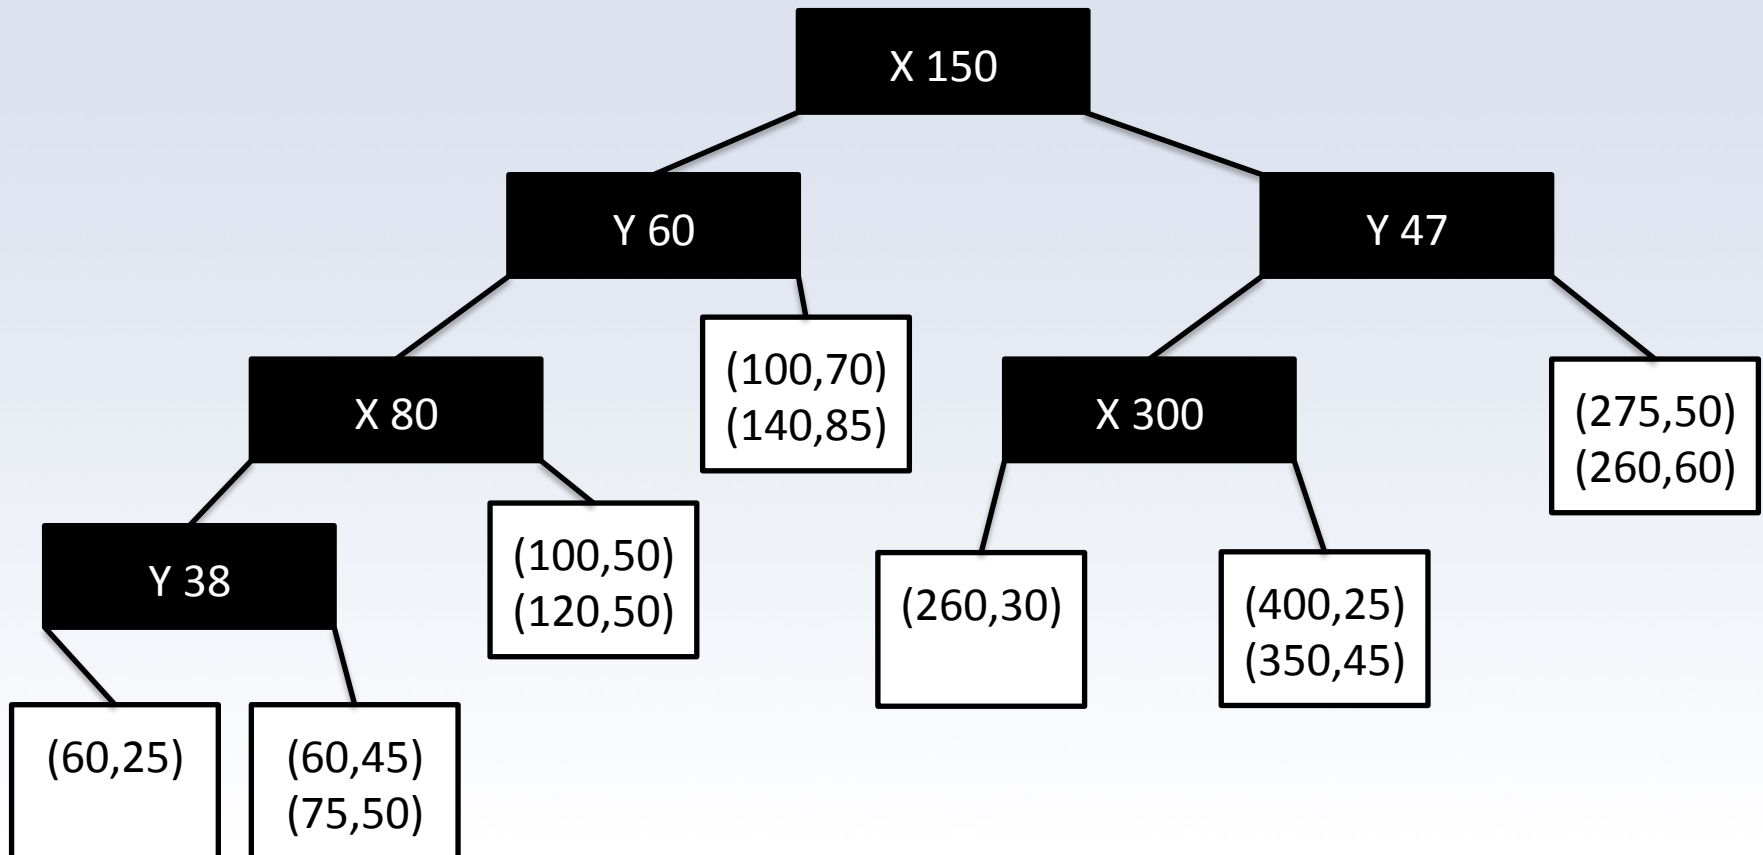 X 150
Y 60
Y 47
X 80
(100,70)
(140,85)
X 300
(275,50)
(260,60)
Y 38
(100,50)
(120,50)
(260,30)
(400,25)
(350,45)
(60,25)
(60,45)
(75,50)